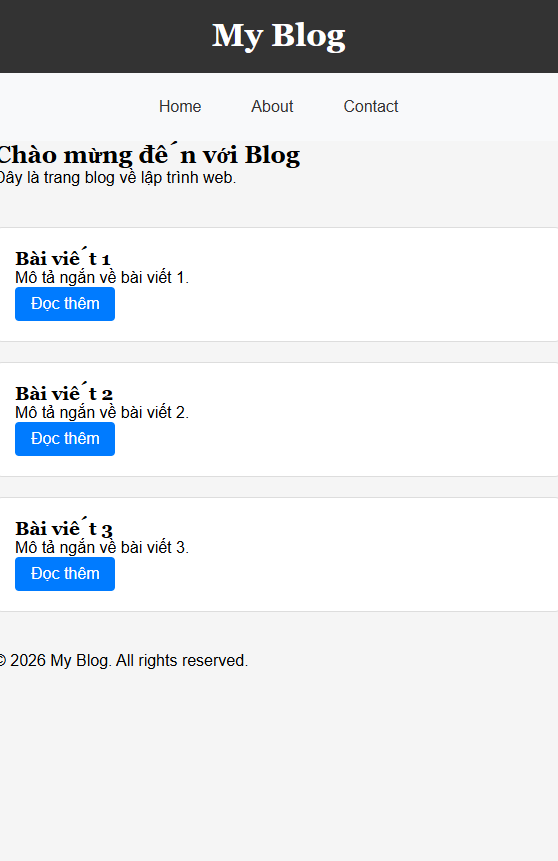 My Blog
Home About Contact
Chào mừng đến với Blog
Đây là trang blog về lập trình web.
Bài viết 1
Mô tả ngắn về bài viết 1.
Đọc thêm
Bài viết 2
Mô tả ngắn về bài viết 2.
Đọc thêm
Bài viết 3
Mô tả ngắn về bài viết 3.
Đọc thêm
© 2026 My Blog. All rights reserved.